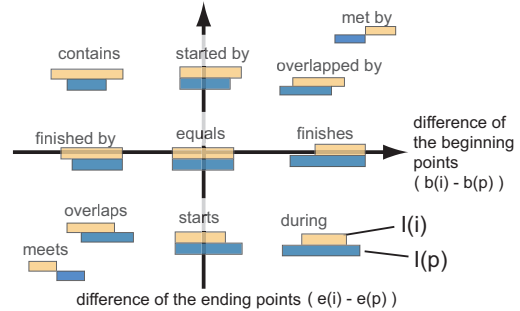 met by
contains
started by
overlapped by
difference of
the beginning
points
( b(i) - b(p) )
finished by
equals
finishes
overlaps
starts
during
I(i)
meets
I(p)
difference of the ending points ( e(i) - e(p) )